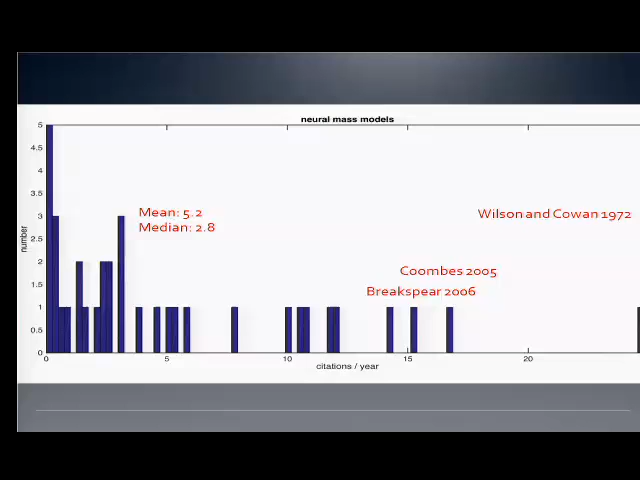 neural mass models
5
4.5
4
3.5
3
2.5
2
1.5
1
0.5
0
number
Mean: 5.2
Median: 2.8
Wilson and Cowan 1972
Coombes 2005
Breakspear 2006
0 5 10 15 20
citations / year